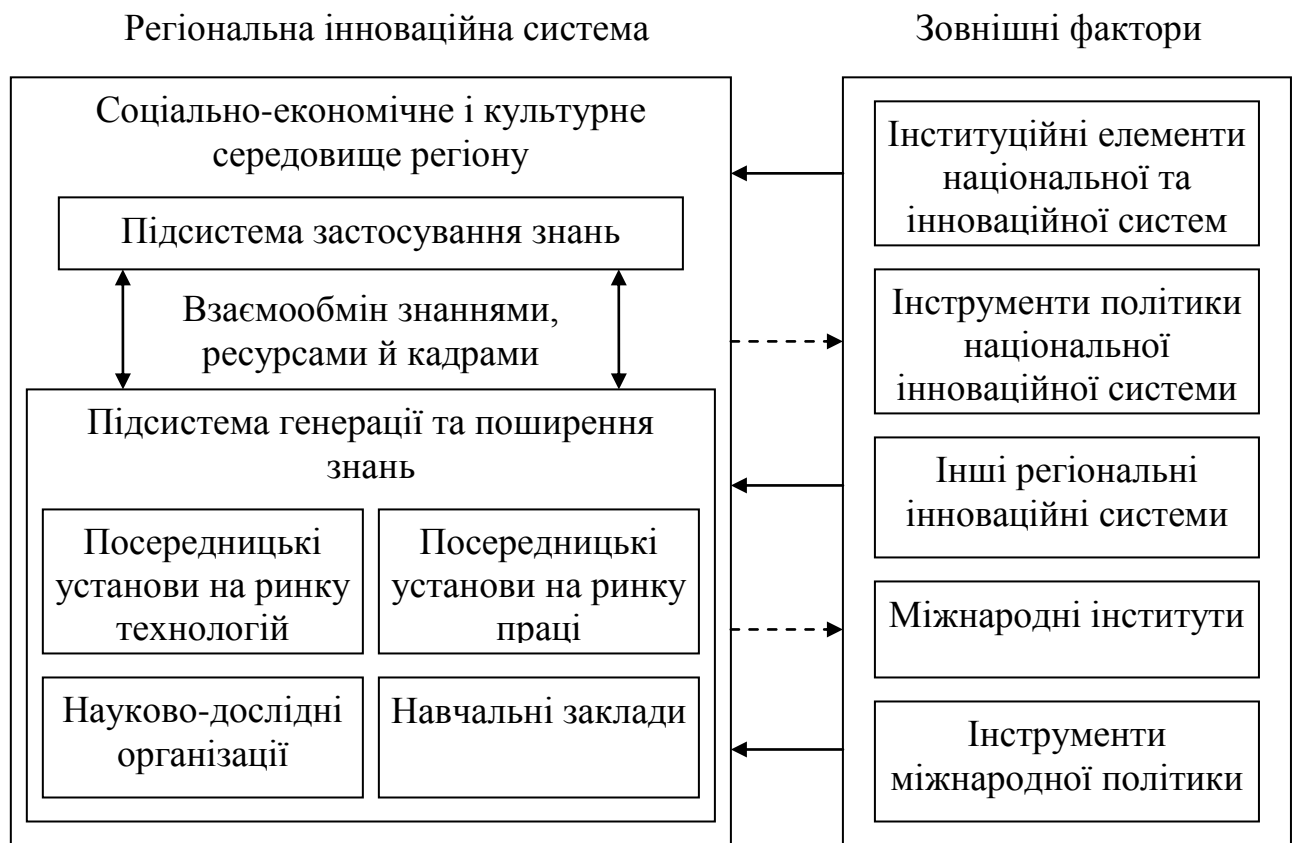 Регіональна інноваційна система
Соціально-економічне і культурне
середовище регіону
Підсистема застосування знань
Взаємообмін знаннями,
ресурсами й кадрами
Підсистема генерації та поширення
знань
Посередницькі
установи на ринку
технологій
Посередницькі
установи на ринку
праці
Науково-дослідні
організації
Навчальні заклади
Зовнішні фактори
Інституційні елементи
національної та
інноваційної систем
Інструменти політики
національної
інноваційної системи
Інші регіональні
інноваційні системи
Міжнародні інститути
Інструменти
міжнародної політики